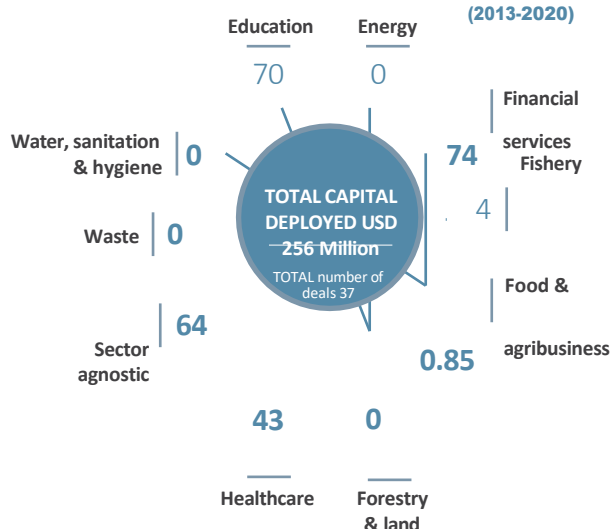 (2013-2020)
Education
Energy
70
0
Financial
services
74
Fishery
4
Water, sanitation
& hygiene
0
TOTAL CAPITAL
DEPLOYED USD
256 Million
TOTAL number of
deals 37
Waste
0
Food &
agribusiness
0.85
64
Sector
agnostic
43
0
Healthcare
Forestry
& land